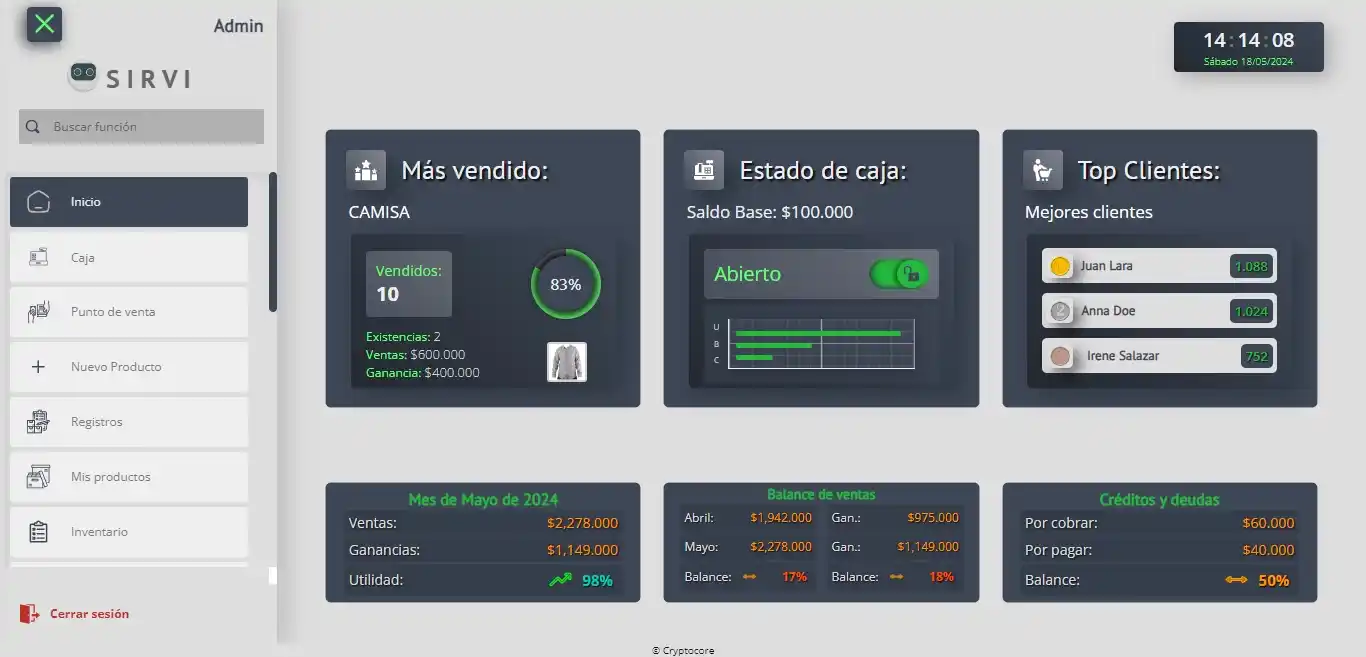 Admin
SIRVI
Buscar función
Inicio
Caja
Punto de venta
Nuevo Producto
Registros
Mis productos
Inventario
Cerrar sesión
14:14:08
Sábado 18/05/2024
Más vendido:
CAMISA
Vendidos:
10
83%
Existencias: 2
Ventas: $600.000
Ganancia: $400.000
Estado de caja:
Saldo Base: $100.000
Abierto
U
B
C
Top Clientes:
Mejores clientes
Juan Lara 1.088
2 Anna Doe 1.024
Irene Salazar 752
Mes de Mayo de 2024
Ventas: $2,278.000
Ganancias: $1,149.000
Utilidad: 98%
Balance de ventas
Abril: $1,942.000 Gan.: $975.000
Mayo: $2,278.000 Gan.: $1,149.000
Balance: 17% Balance: 18%
Créditos y deudas
Por cobrar: $60.000
Por pagar: $40.000
Balance: 50%
© Cryptocore